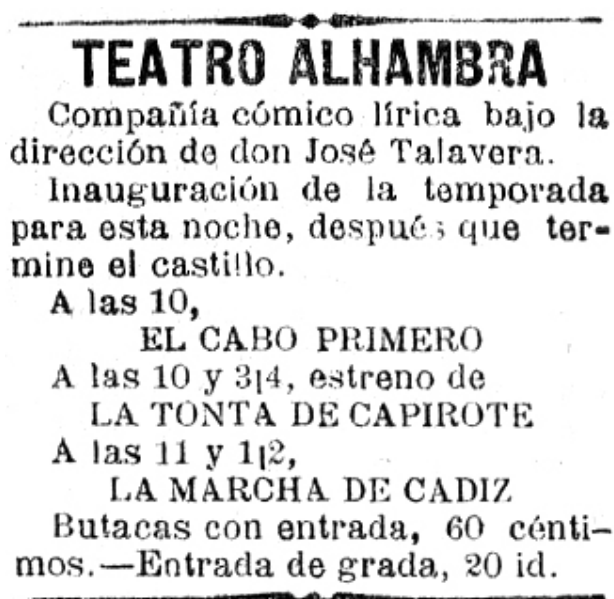 TEATRO ALHAMBRA
Compañía cómico lírica bajo la
dirección de don José Talavera.
Inauguración de la temporada
para esta noche, después que ter-
mine el castillo.
A las 10,
EL CABO PRIMERO
A las 10 y 3|4, estreno de
LA TONTA DE CAPIROTE
A las 11 y 1|2,
LA MARCHA DE CADIZ
Butacas con entrada, 60 cénti-
mos.—Entrada de grada, 20 id.